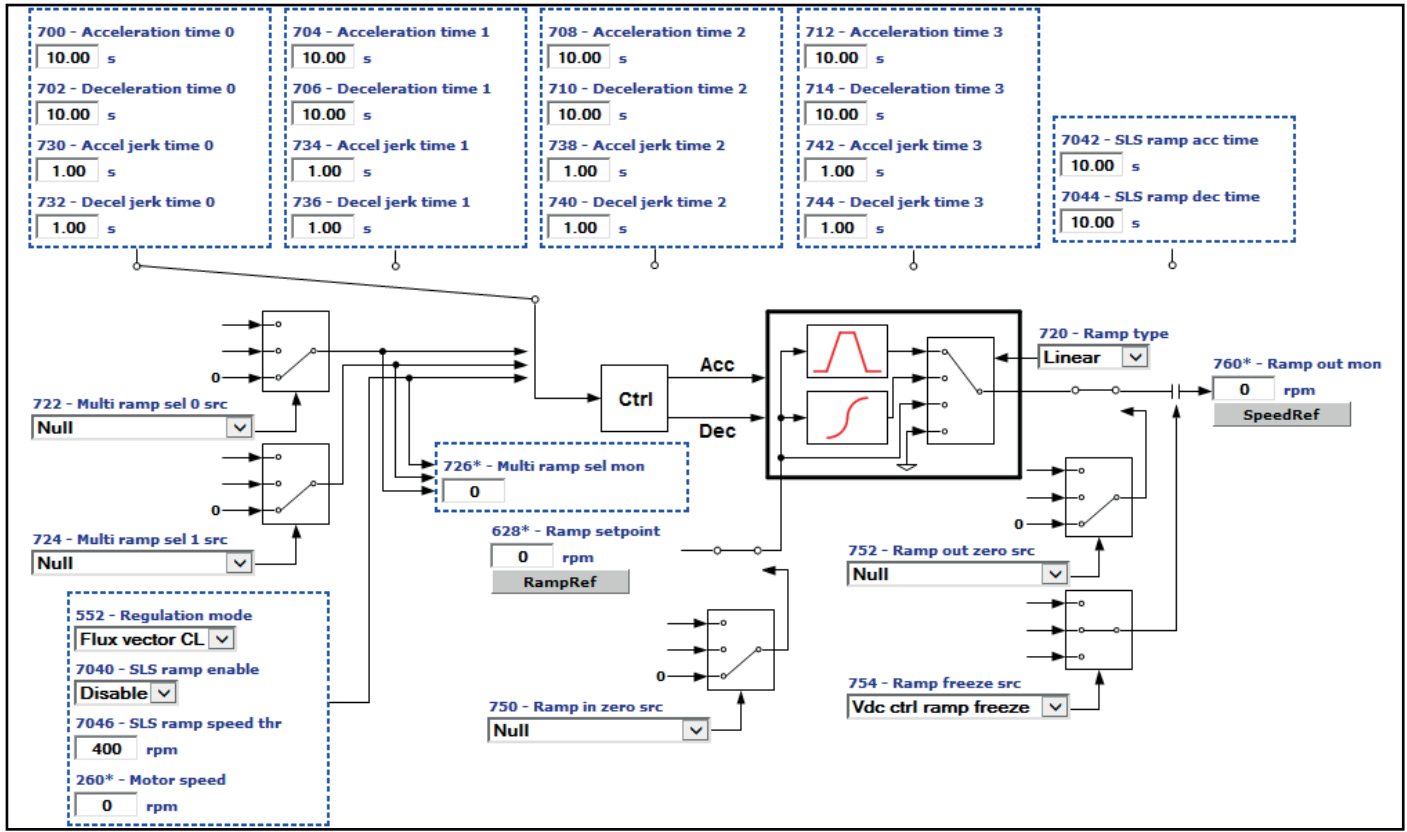 700 - Acceleration time 0
10.00 s
702 - Deceleration time 0
10.00 s
730 - Accel jerk time 0
1.00 s
732 - Decel jerk time 0
1.00 s
704 - Acceleration time 1
10.00 s
706 - Deceleration time 1
10.00 s
734 - Accel jerk time 1
1.00 s
736 - Decel jerk time 1
1.00 s
708 - Acceleration time 2
10.00 s
710 - Deceleration time 2
10.00 s
738 - Accel jerk time 2
1.00 s
740 - Decel jerk time 2
1.00 s
712 - Acceleration time 3
10.00 s
714 - Deceleration time 3
10.00 s
742 - Accel jerk time 3
1.00 s
744 - Decel jerk time 3
1.00 s
7042 - SLS ramp acc time
10.00 s
7044 - SLS ramp dec time
10.00 s
0
722 - Multi ramp sel 0 src
Null
0
724 - Multi ramp sel 1 src
Null
552 - Regulation mode
Flux vector CL
7040 - SLS ramp enable
Disable
7046 - SLS ramp speed thr
400 rpm
260* - Motor speed
0 rpm
726* - Multi ramp sel mon
0
Ctrl
Acc
Dec
628* - Ramp setpoint
0 rpm
RampRef
0
750 - Ramp in zero src
Null
720 - Ramp type
Linear
760* - Ramp out mon
0 rpm
SpeedRef
0
752 - Ramp out zero src
Null
754 - Ramp freeze src
Vdc ctrl ramp freeze